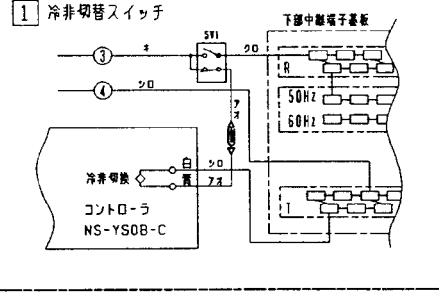 1 冷非切替スイッチ
下部中継端子基板
SW1
3
キ
クロ
R
4
シロ
アオ
50Hz
60Hz
白
シロ
冷非切換
青
アオ
コントローラ
NS-YS0B-C
T